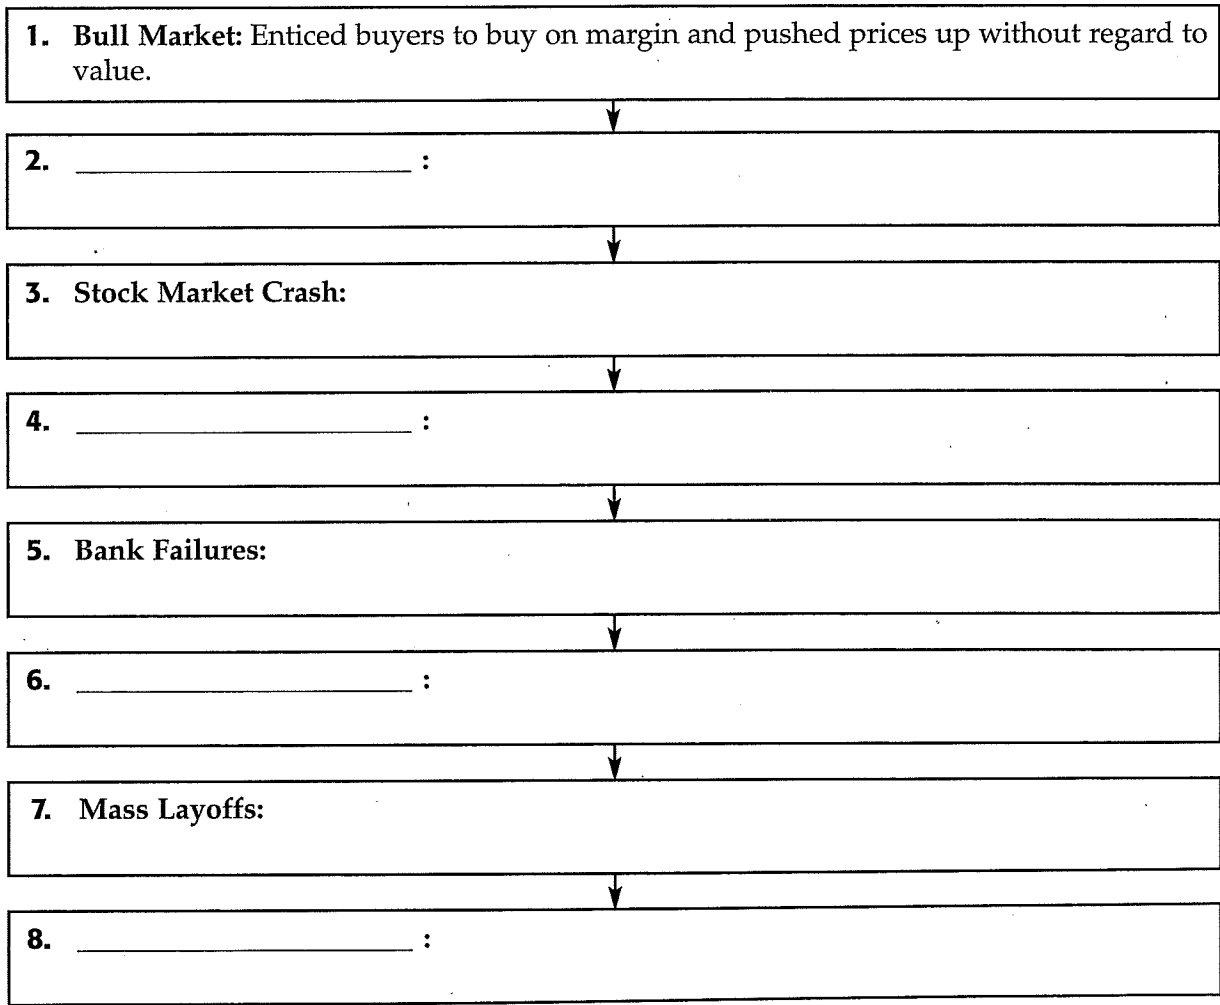 1. Bull Market: Enticed buyers to buy on margin and pushed prices up without regard to
value.
2. ____________________ :
3. Stock Market Crash:
4. ____________________ :
5. Bank Failures:
6. ____________________ :
7. Mass Layoffs:
8. ____________________ :